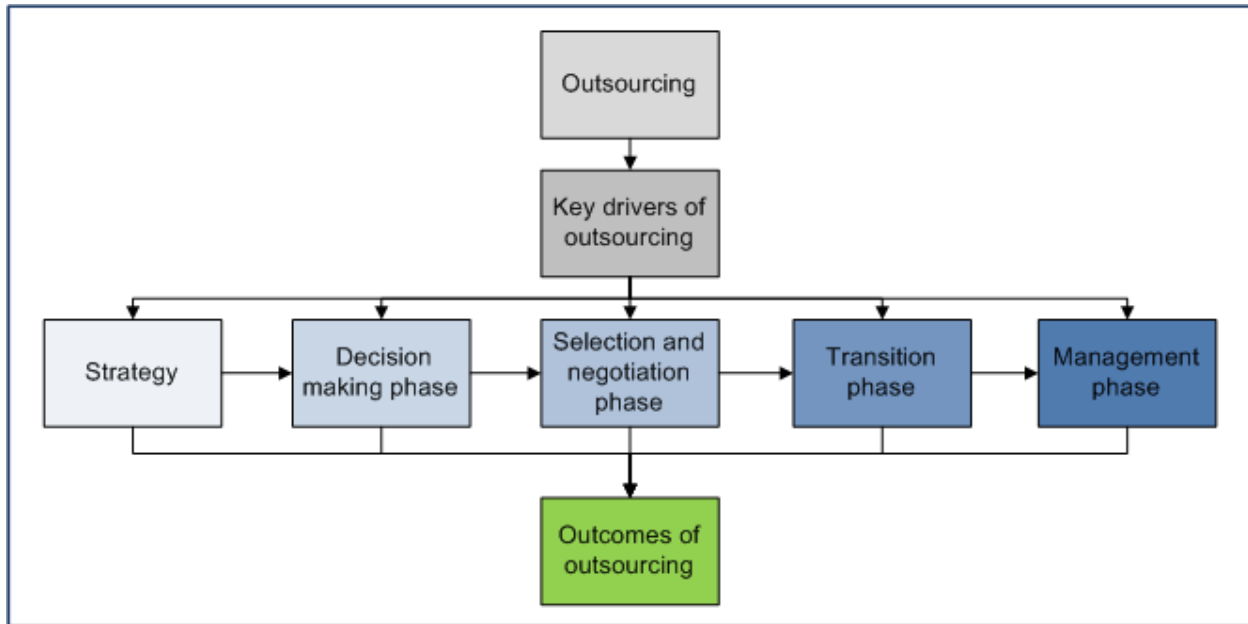 Outsourcing
Key drivers of
outsourcing
Strategy
Decision
making phase
Selection and
negotiation
phase
Transition
phase
Management
phase
Outcomes of
outsourcing